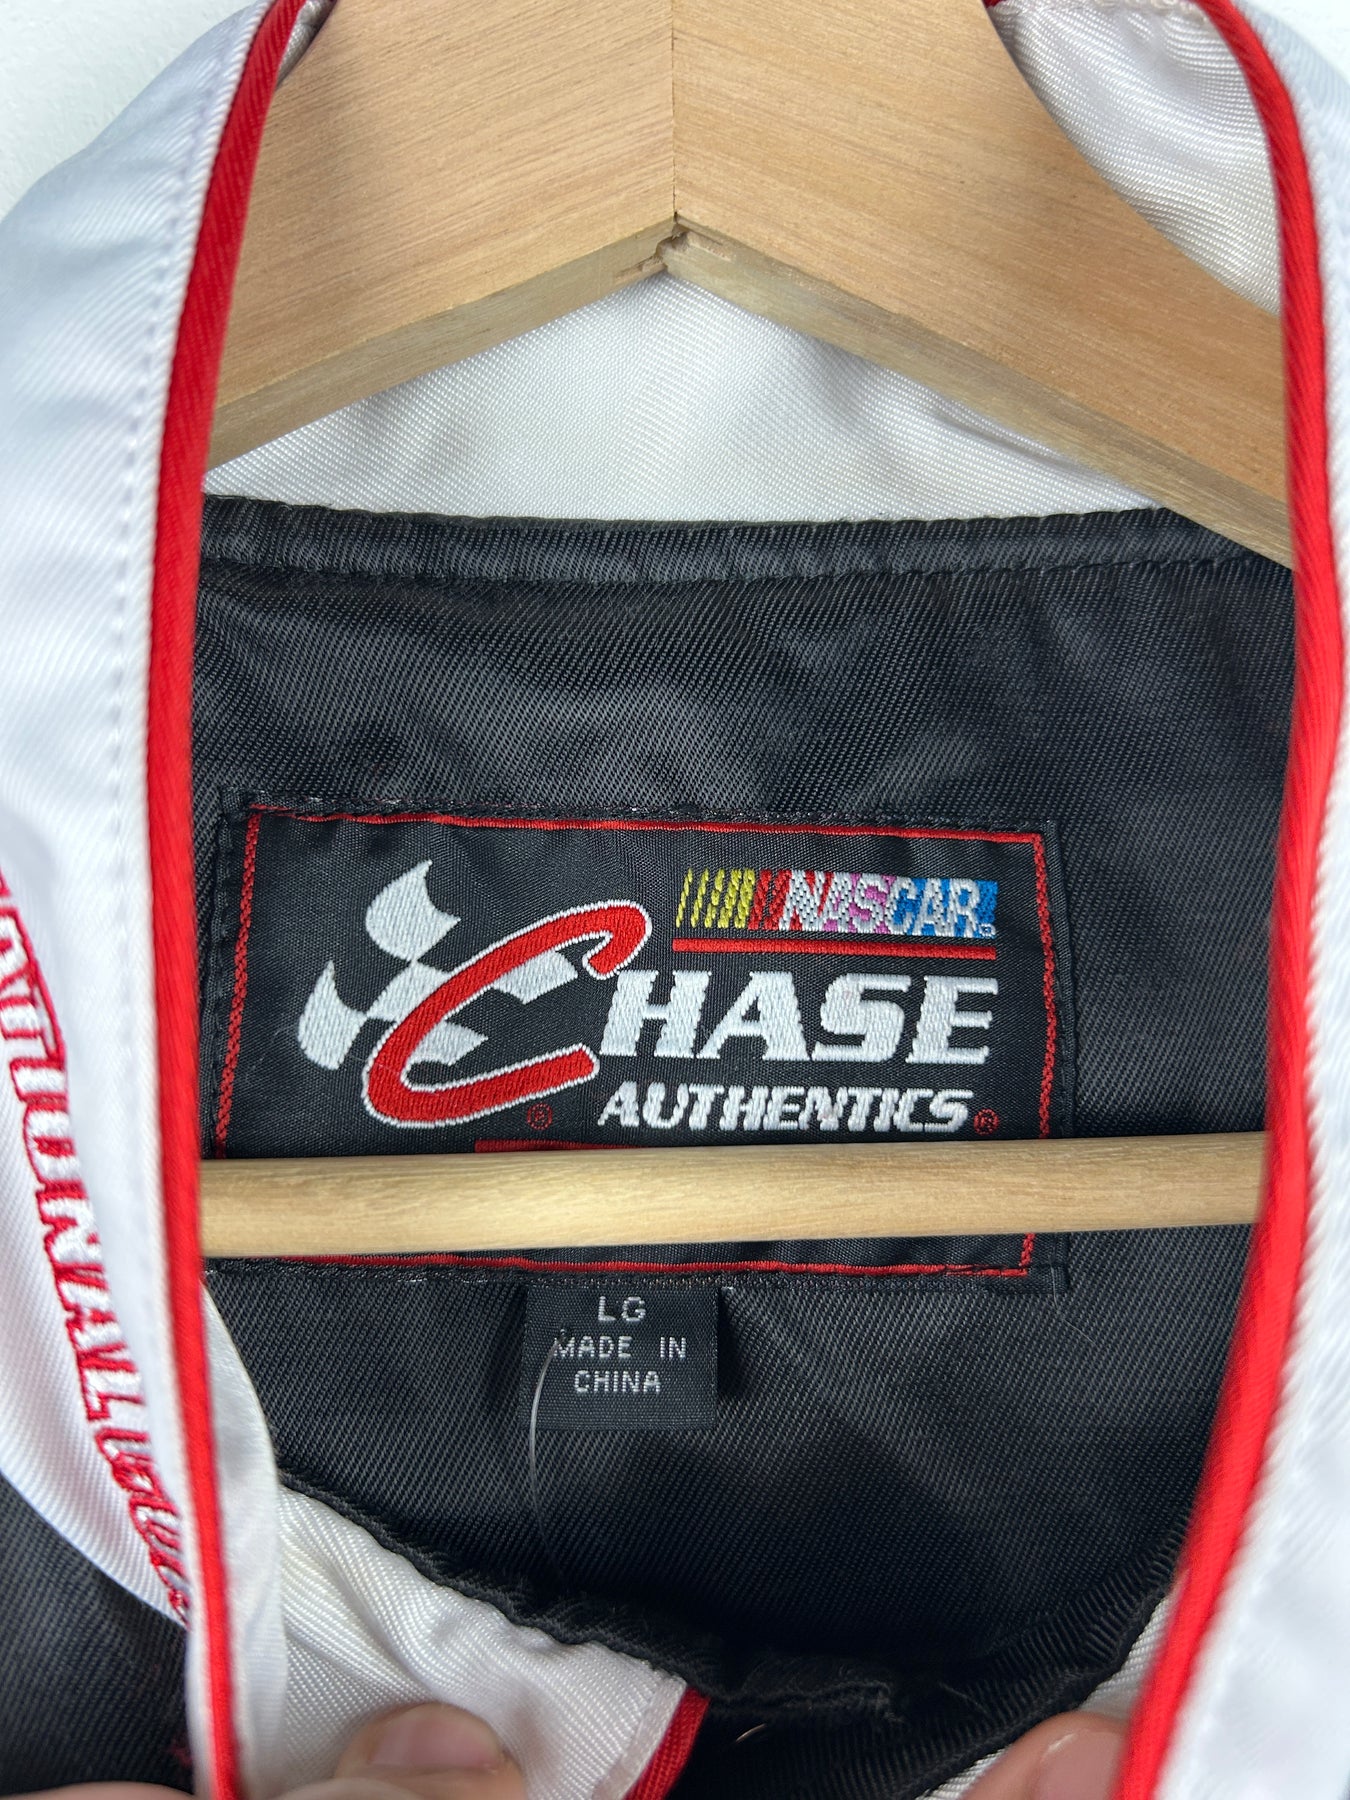 NASCAR®
CHASE
AUTHENTICS®
®
LG
MADE IN
CHINA